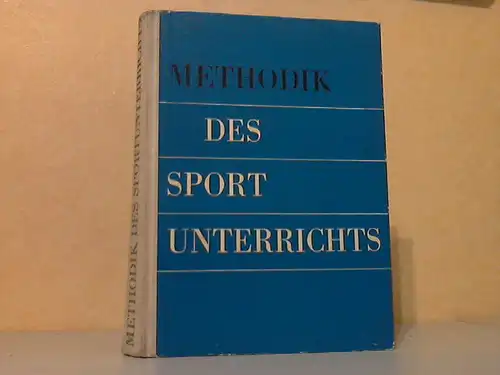 METHODIK
DES
SPORT
UNTERRICHTS
METHODIK DES SPORTUNTERRICHTS